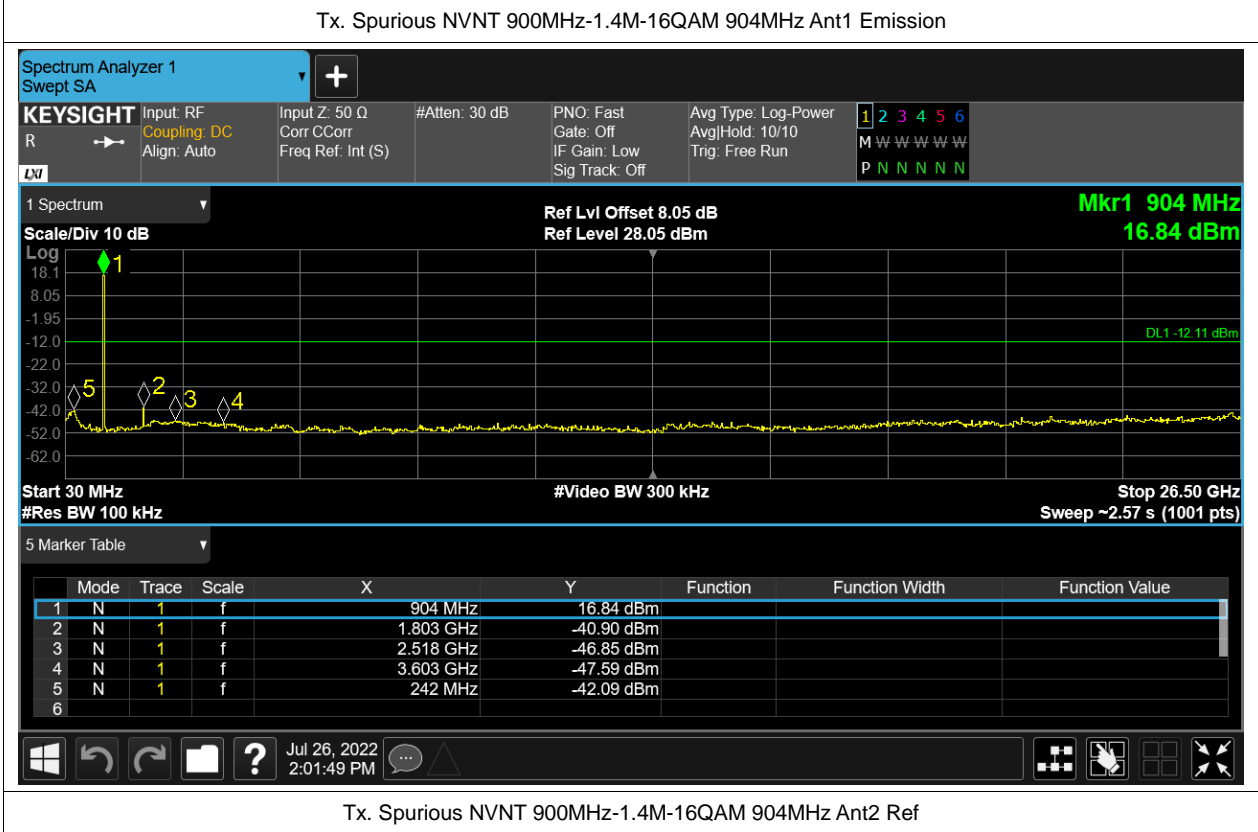 Tx. Spurious NVNT 900MHz-1.4M-16QAM 904MHz Ant1 Emission
Spectrum Analyzer 1
Swept SA
+
KEYSIGHT Input: RF Input Z: 50 Ω #Atten: 30 dB PNO: Fast Avg Type: Log-Power 1 2 3 4 5 6
R Coupling: DC Corr CCorr Gate: Off Avg|Hold: 10/10 M W W W W W
Align: Auto Freq Ref: Int (S) IF Gain: Low Trig: Free Run
LXI Sig Track: Off P N N N N N
1 Spectrum Ref Lvl Offset 8.05 dB Mkr1 904 MHz
Scale/Div 10 dB Ref Level 28.05 dBm 16.84 dBm
Log
1
18.1
8.05
-1.95
DL1 -12.11 dBm
-12.0
-22.0
-32.0
5 2 3 4
-42.0
-52.0
-62.0
Start 30 MHz #Video BW 300 kHz Stop 26.50 GHz
#Res BW 100 kHz Sweep ~2.57 s (1001 pts)
5 Marker Table
Mode Trace Scale X Y Function Function Width Function Value
1 N 1 f 904 MHz 16.84 dBm
2 N 1 f 1.803 GHz -40.90 dBm
3 N 1 f 2.518 GHz -46.85 dBm
4 N 1 f 3.603 GHz -47.59 dBm
5 N 1 f 242 MHz -42.09 dBm
6
? Jul 26, 2022
2:01:49 PM
Tx. Spurious NVNT 900MHz-1.4M-16QAM 904MHz Ant2 Ref